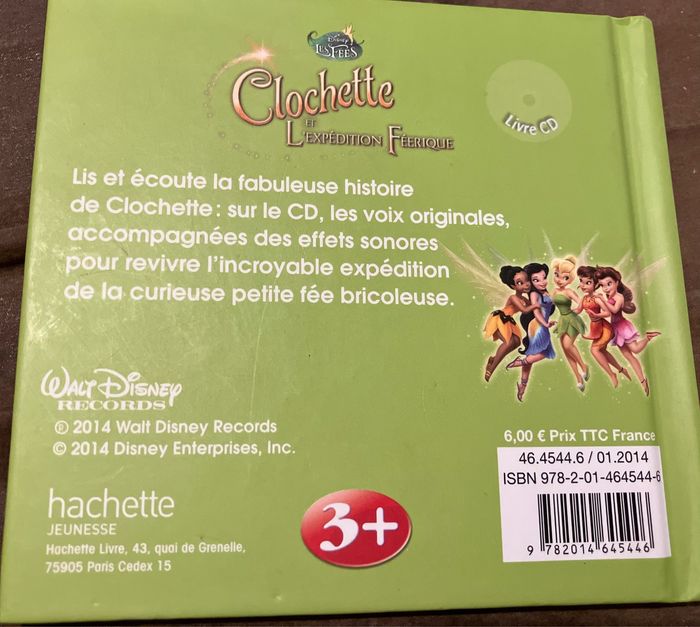 Disney
LES FÉES
Clochette
ET
L'EXPÉDITION FÉERIQUE
Livre CD
Lis et écoute la fabuleuse histoire
de Clochette : sur le CD, les voix originales,
accompagnées des effets sonores
pour revivre l'incroyable expédition
de la curieuse petite fée bricoleuse.
WALT DISNEY
RECORDS
℗ 2014 Walt Disney Records
© 2014 Disney Enterprises, Inc.
hachette
JEUNESSE
Hachette Livre, 43, quai de Grenelle,
75905 Paris Cedex 15
3+
6,00 € Prix TTC France
46.4544.6 / 01.2014
ISBN 978-2-01-464544-6
9 782014 645446